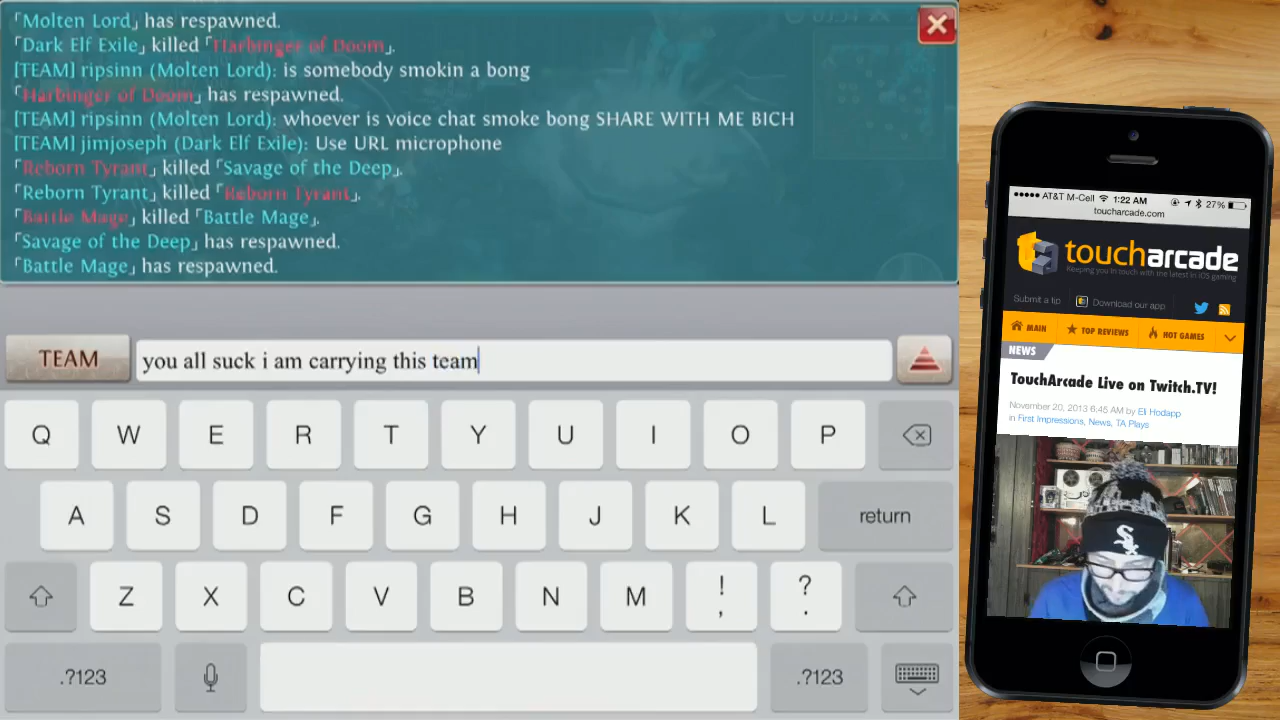 「Molten Lord」 has respawned.
「Dark Elf Exile」 killed 「Harbinger of Doom」.
[TEAM] ripsinn (Molten Lord): is somebody smokin a bong
「Harbinger of Doom」 has respawned.
[TEAM] ripsinn (Molten Lord): whoever is voice chat smoke bong SHARE WITH ME BICH
[TEAM] jimjoseph (Dark Elf Exile): Use URL microphone
「Reborn Tyrant」 killed 「Savage of the Deep」.
「Reborn Tyrant」 killed 「Reborn Tyrant」.
「Battle Mage」 killed 「Battle Mage」.
「Savage of the Deep」 has respawned.
「Battle Mage」 has respawned.
TEAM you all suck i am carrying this team
Q W E R T Y U I O P
A S D F G H J K L return
Z X C V B N M ! , ? .
.?123 .?123
AT&T M-Cell 1:22 AM 27%
toucharcade.com
toucharcade
Keeping you in touch with the latest in iOS gaming
Submit a tip Download our app
MAIN TOP REVIEWS HOT GAMES
NEWS
TouchArcade Live on Twitch.TV!
November 20, 2013 6:45 AM by Eli Hodapp
in First Impressions, News, TA Plays
Sox